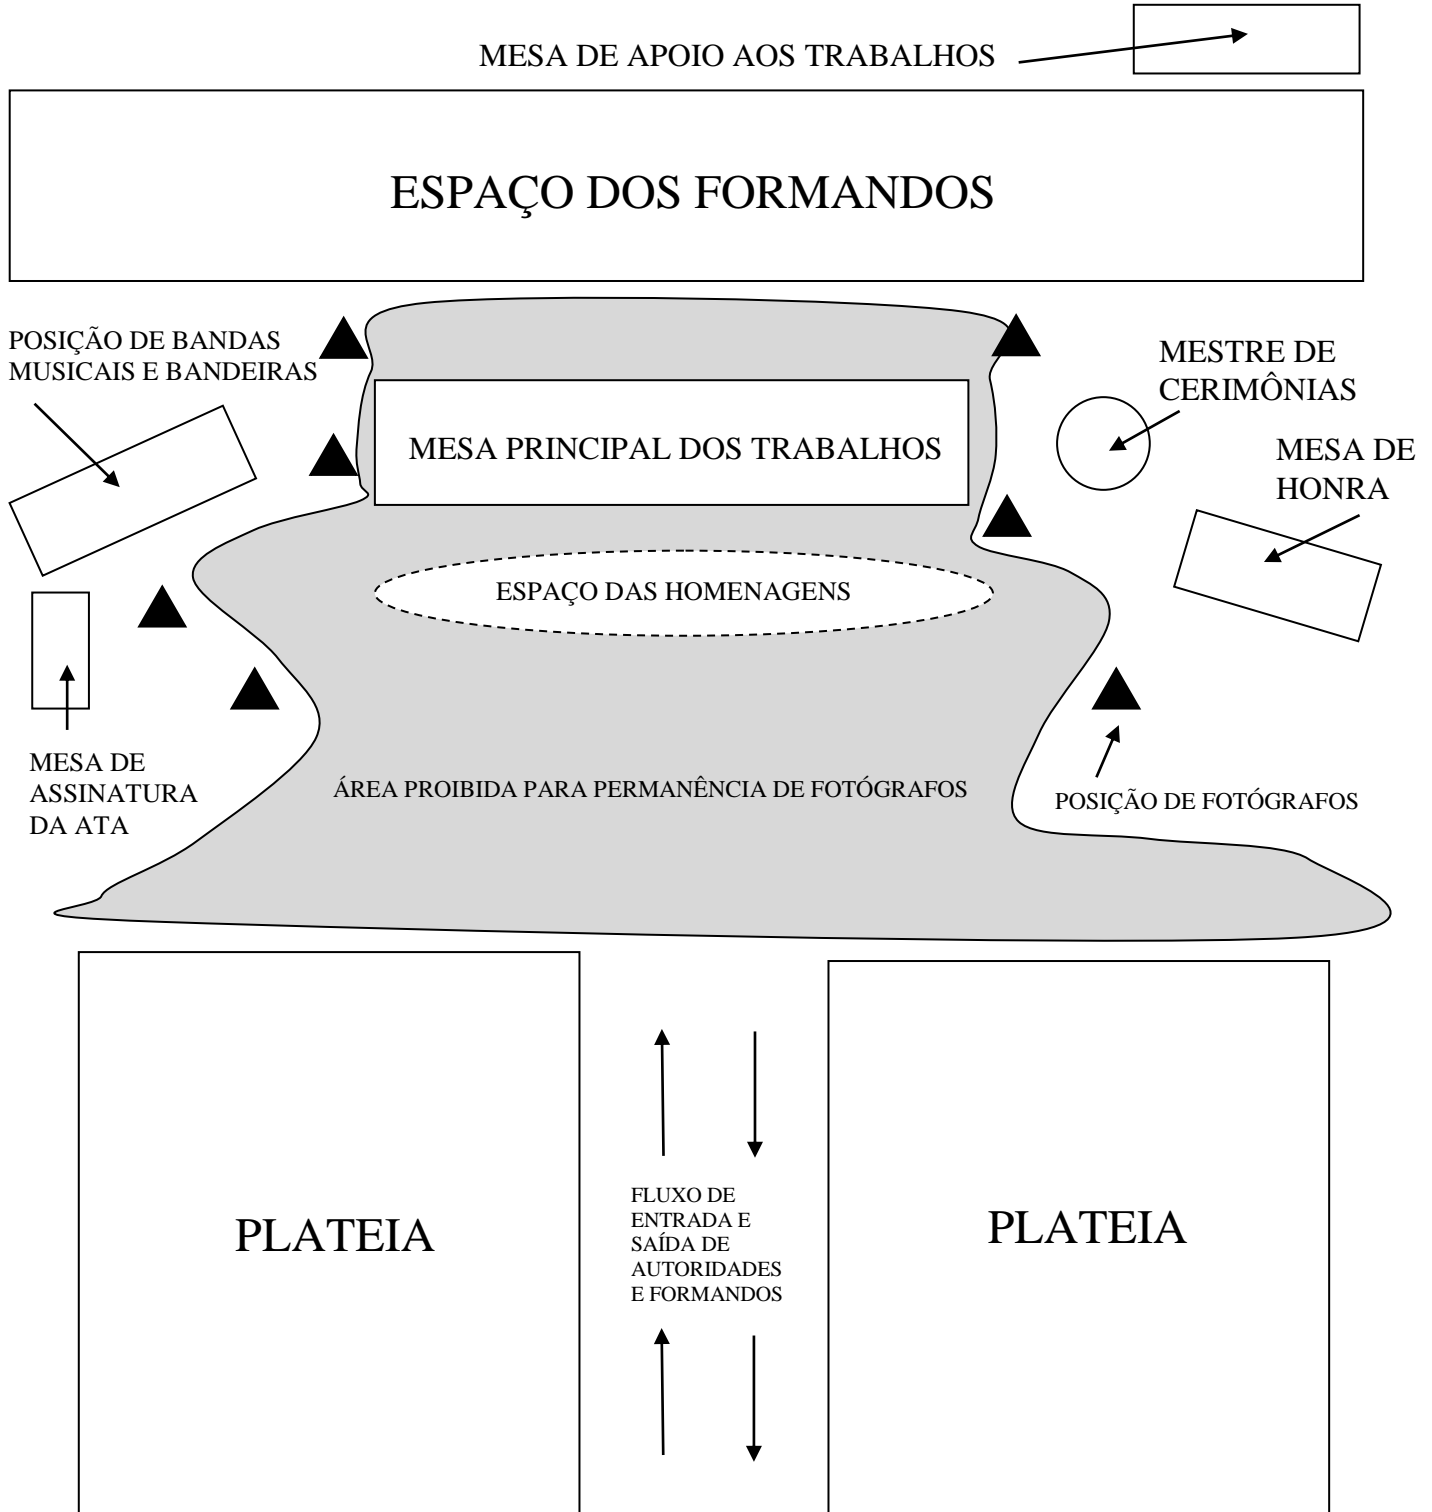 MESA DE APOIO AOS TRABALHOS
ESPAÇO DOS FORMANDOS
POSIÇÃO DE BANDAS
MUSICAIS E BANDEIRAS
MESTRE DE
CERIMÔNIAS
MESA PRINCIPAL DOS TRABALHOS
MESA DE
HONRA
ESPAÇO DAS HOMENAGENS
MESA DE
ASSINATURA
DA ATA
ÁREA PROIBIDA PARA PERMANÊNCIA DE FOTÓGRAFOS
POSIÇÃO DE FOTÓGRAFOS
PLATEIA
FLUXO DE
ENTRADA E
SAÍDA DE
AUTORIDADES
E FORMANDOS
PLATEIA